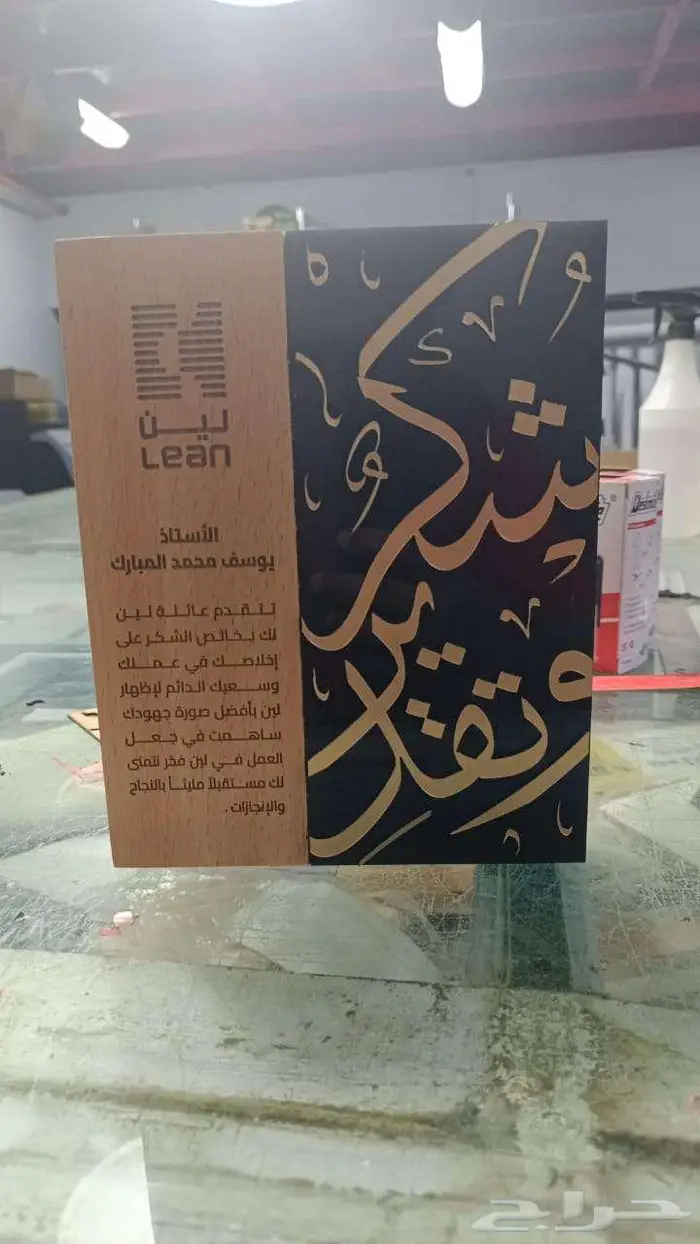 لين
Lean
الأستاذ
يوسف محمد المبارك
تتقدم عائلة لين
لك بخالص الشكر على
إخلاصك في عملك
وسعيك الدائم لإظهار
لين بأفضل صورة جهودك
ساهمت في جعل
العمل في لين فخر نتمنى
لك مستقبلاً مليئاً بالنجاح
والإنجازات .
شكر
وتقدير
حراج